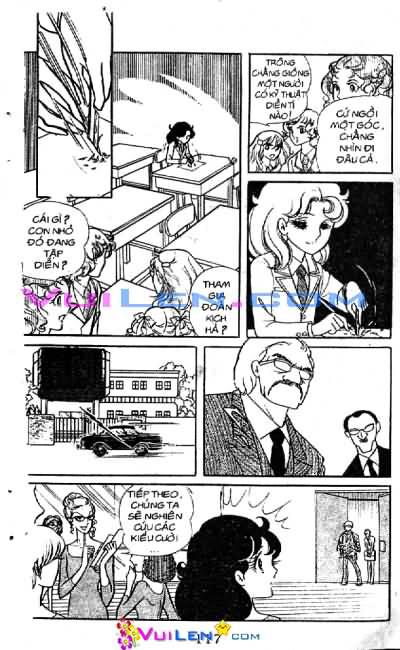 TRÔNG
CHẲNG GIỐNG
MỘT NGƯỜI
CÓ KỸ THUẬT
DIỄN TÍ
NÀO!
CỨ NGỒI
MỘT GÓC,
CHẲNG
NHÌN ĐI
ĐÂU CẢ.
CÁI GÌ?
CON NHỎ
ĐÓ ĐANG
TẬP
DIỄN?
THAM
GIA
ĐOÀN
KỊCH
HẢ?
VUILEN.COM
TIẾP THEO,
CHÚNG TA
SẼ NGHIÊN
CỨU CÁC
KIỂU CƯỜI
VUILEN.COM
117